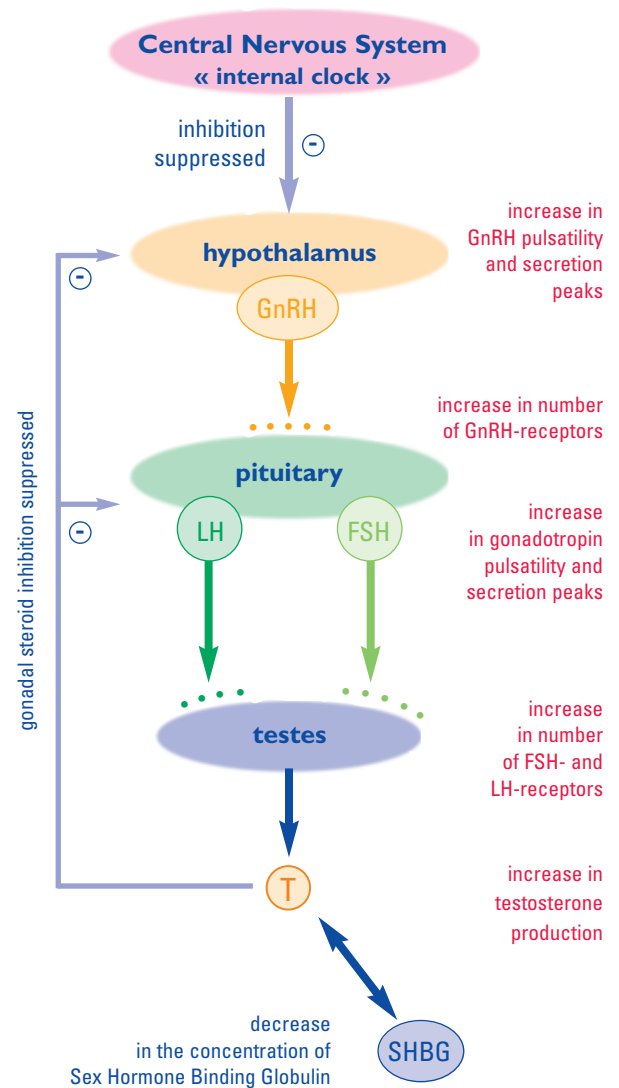 Central Nervous System
« internal clock »
inhibition
suppressed
-
increase in
GnRH pulsatility
and secretion
peaks
hypothalamus
-
GnRH
increase in number
of GnRH-receptors
pituitary
-
LH
FSH
increase
in gonadotropin
pulsatility and
secretion peaks
gonadal steroid inhibition suppressed
testes
increase
in number
of FSH- and
LH-receptors
T
increase in
testosterone
production
decrease
in the concentration of
Sex Hormone Binding Globulin
SHBG